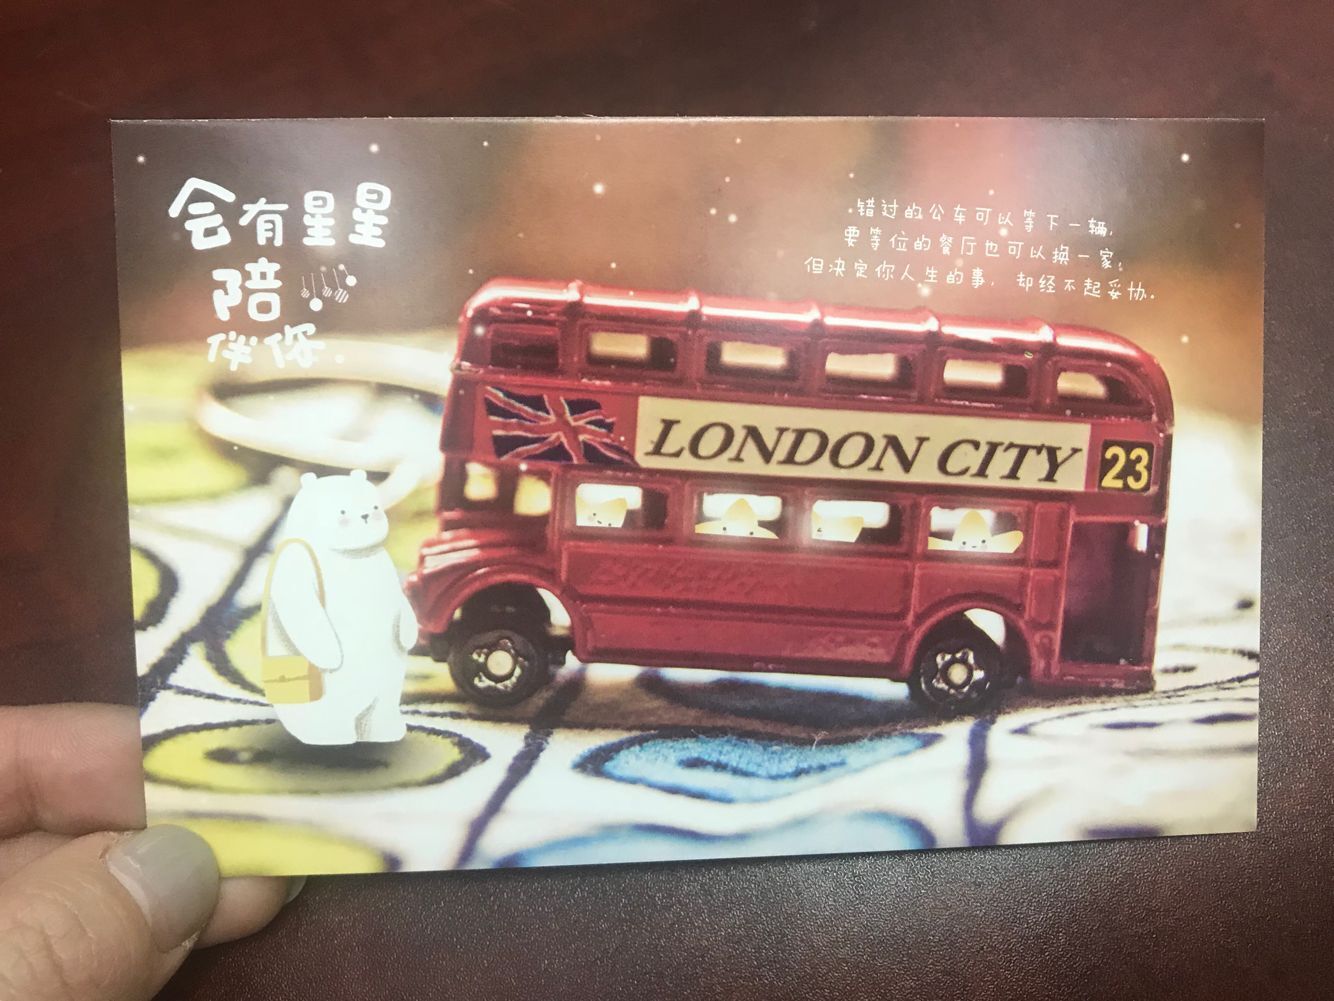 会有星星
陪
伴你.
错过的公车可以等下一辆,
要等位的餐厅也可以换一家,
但决定你人生的事,却经不起妥协。
LONDON CITY
23